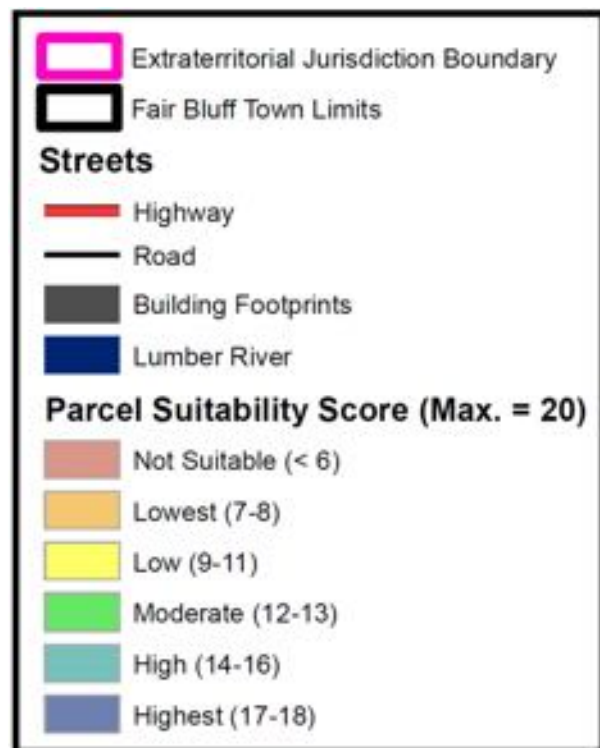 Extraterritorial Jurisdiction Boundary
Fair Bluff Town Limits
Streets
Highway
Road
Building Footprints
Lumber River
Parcel Suitability Score (Max. = 20)
Not Suitable (< 6)
Lowest (7-8)
Low (9-11)
Moderate (12-13)
High (14-16)
Highest (17-18)